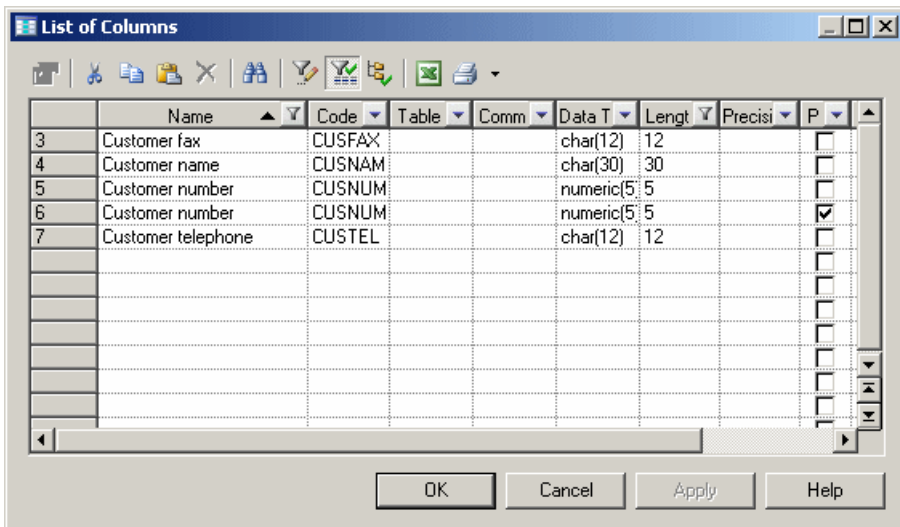 List of Columns
Name Code Table Comm Data T Lengt Precisi P
3 Customer fax CUSFAX char(12) 12
4 Customer name CUSNAM char(30) 30
5 Customer number CUSNUM numeric(5 5
6 Customer number CUSNUM numeric(5 5
7 Customer telephone CUSTEL char(12) 12
OK Cancel Apply Help